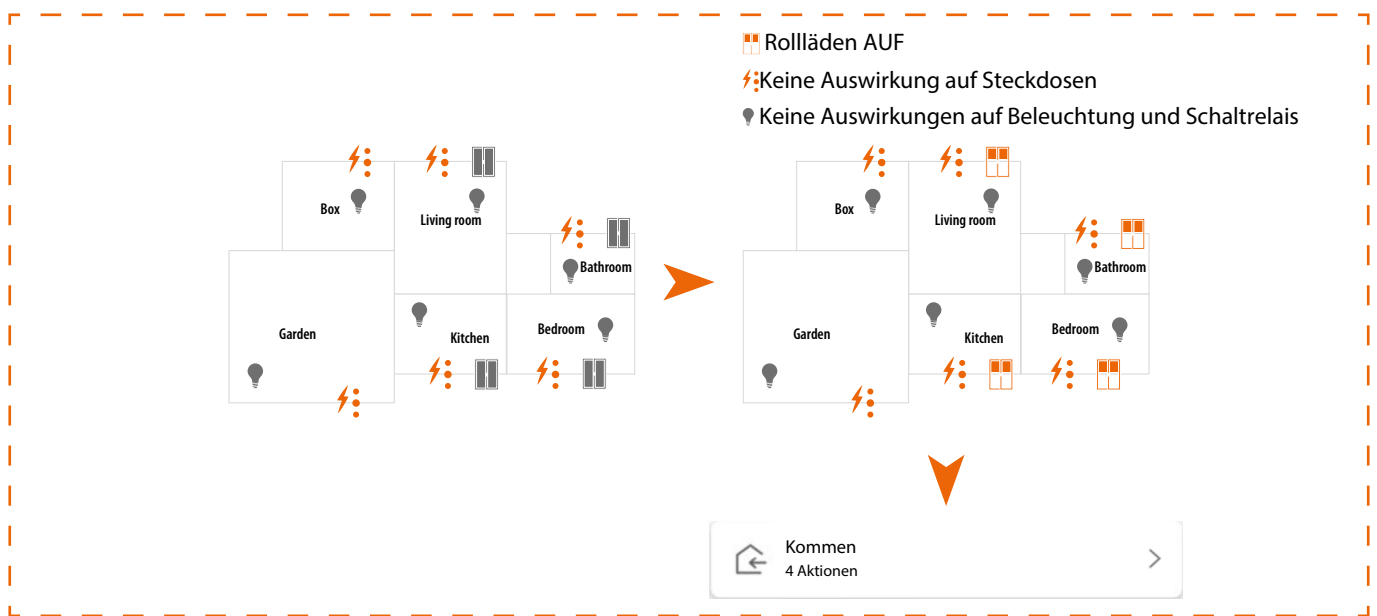 Rollläden AUF
Keine Auswirkung auf Steckdosen
Keine Auswirkungen auf Beleuchtung und Schaltrelais
Box
Living room
Bathroom
Garden
Kitchen
Bedroom
Box
Living room
Bathroom
Garden
Kitchen
Bedroom
Kommen
4 Aktionen